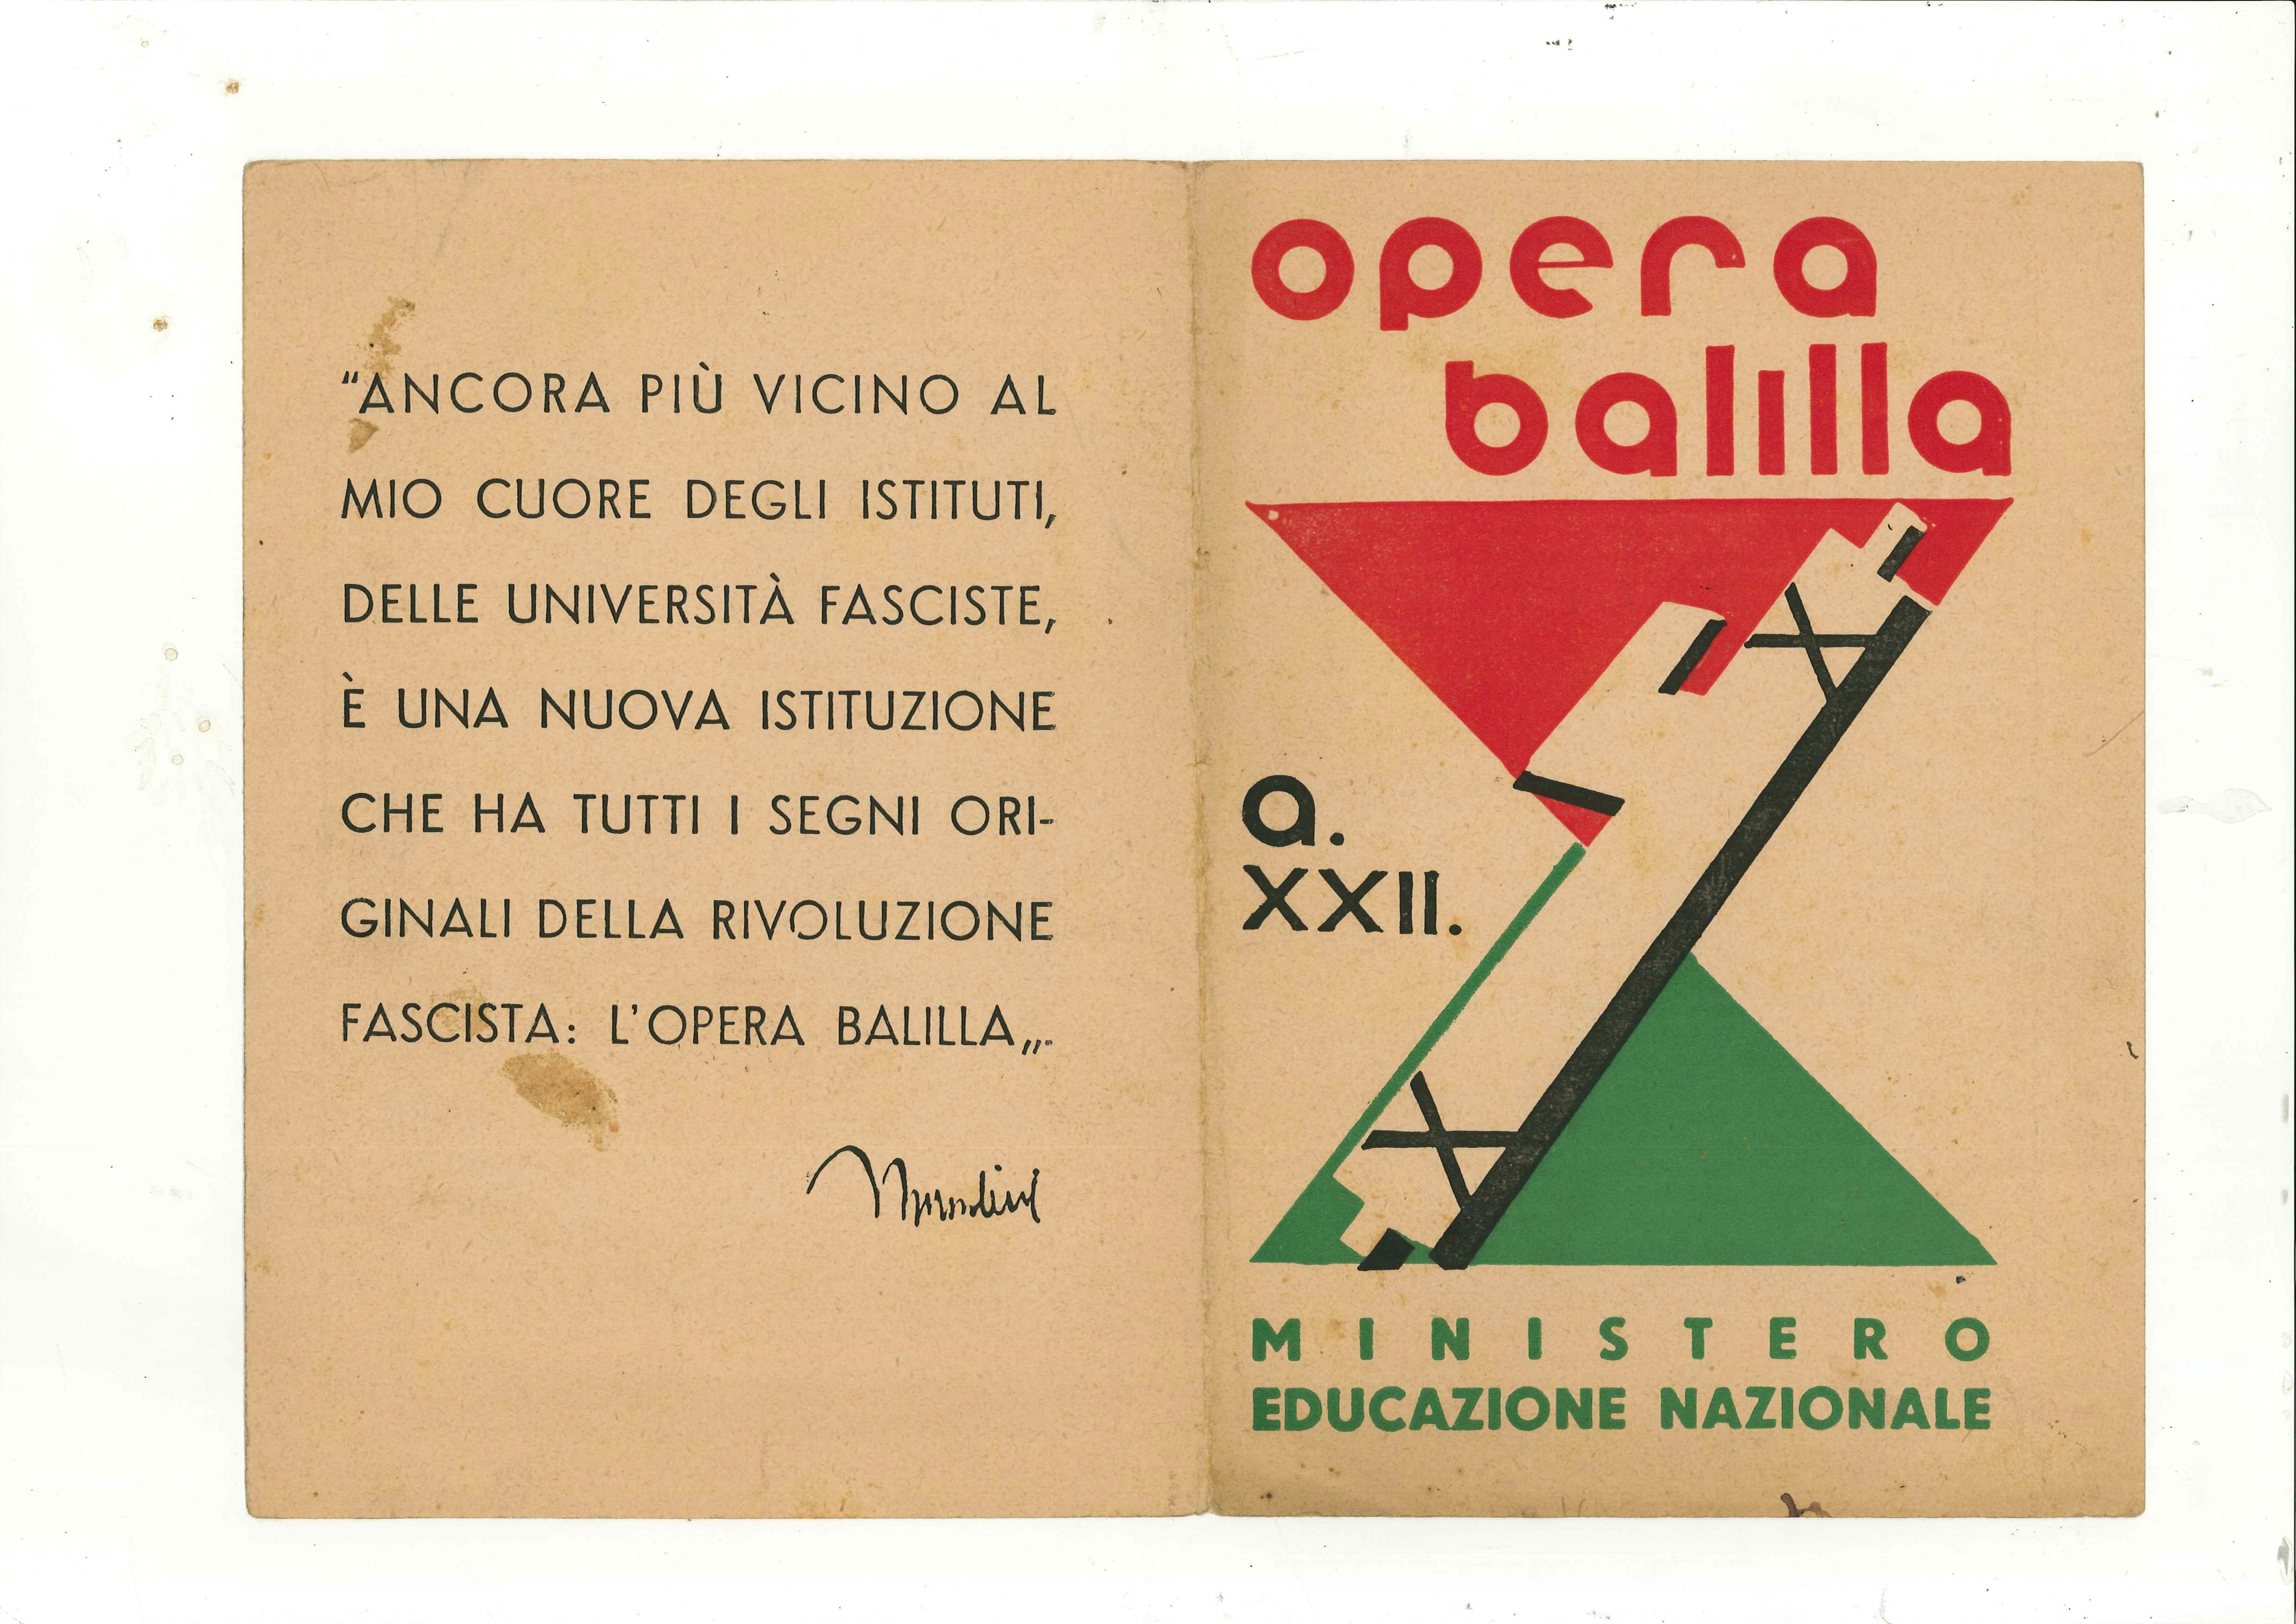 “ANCORA PIÙ VICINO AL
MIO CUORE DEGLI ISTITUTI,
DELLE UNIVERSITÀ FASCISTE,
È UNA NUOVA ISTITUZIONE
CHE HA TUTTI I SEGNI ORI-
GINALI DELLA RIVOLUZIONE
FASCISTA: L'OPERA BALILLA„.
Mussolini
opera
balilla
a.
XXII.
MINISTERO
EDUCAZIONE NAZIONALE